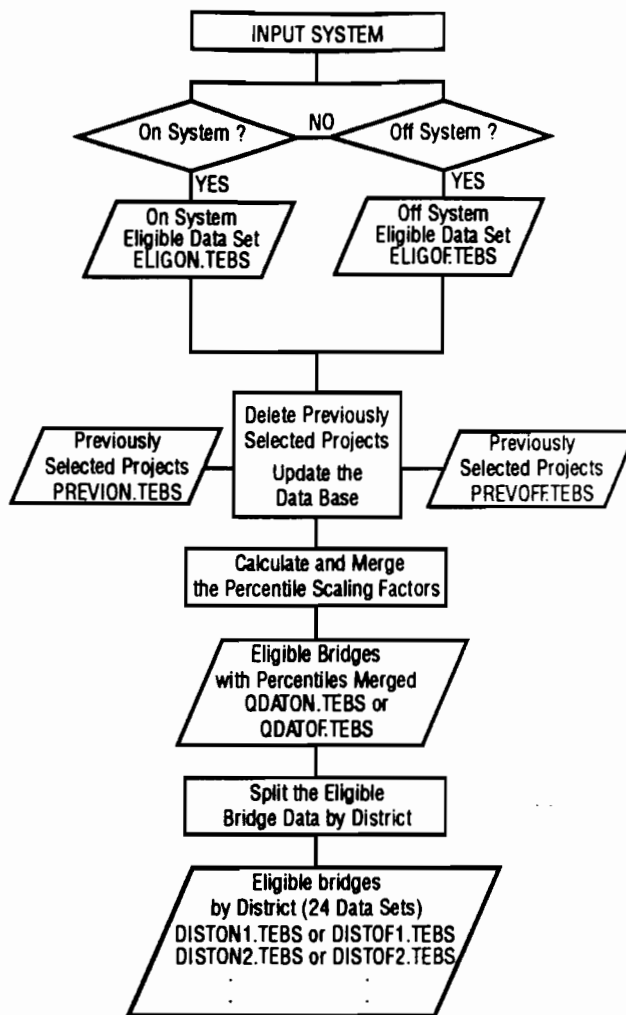 INPUT SYSTEM
On System ?
NO
Off System ?
YES
YES
On System
Eligible Data Set
ELIGON.TEBS
Off System
Eligible Data Set
ELIGOF.TEBS
Delete Previously
Selected Projects
Update the
Data Base
Previously
Selected Projects
PREVION.TEBS
Previously
Selected Projects
PREVOFF.TEBS
Calculate and Merge
the Percentile Scaling Factors
Eligible Bridges
with Percentiles Merged
QDATON.TEBS or
QDATOF.TEBS
Split the Eligible
Bridge Data by District
Eligible bridges
by District (24 Data Sets)
DISTON1.TEBS or DISTOF1.TEBS
DISTON2.TEBS or DISTOF2.TEBS
. .
. .